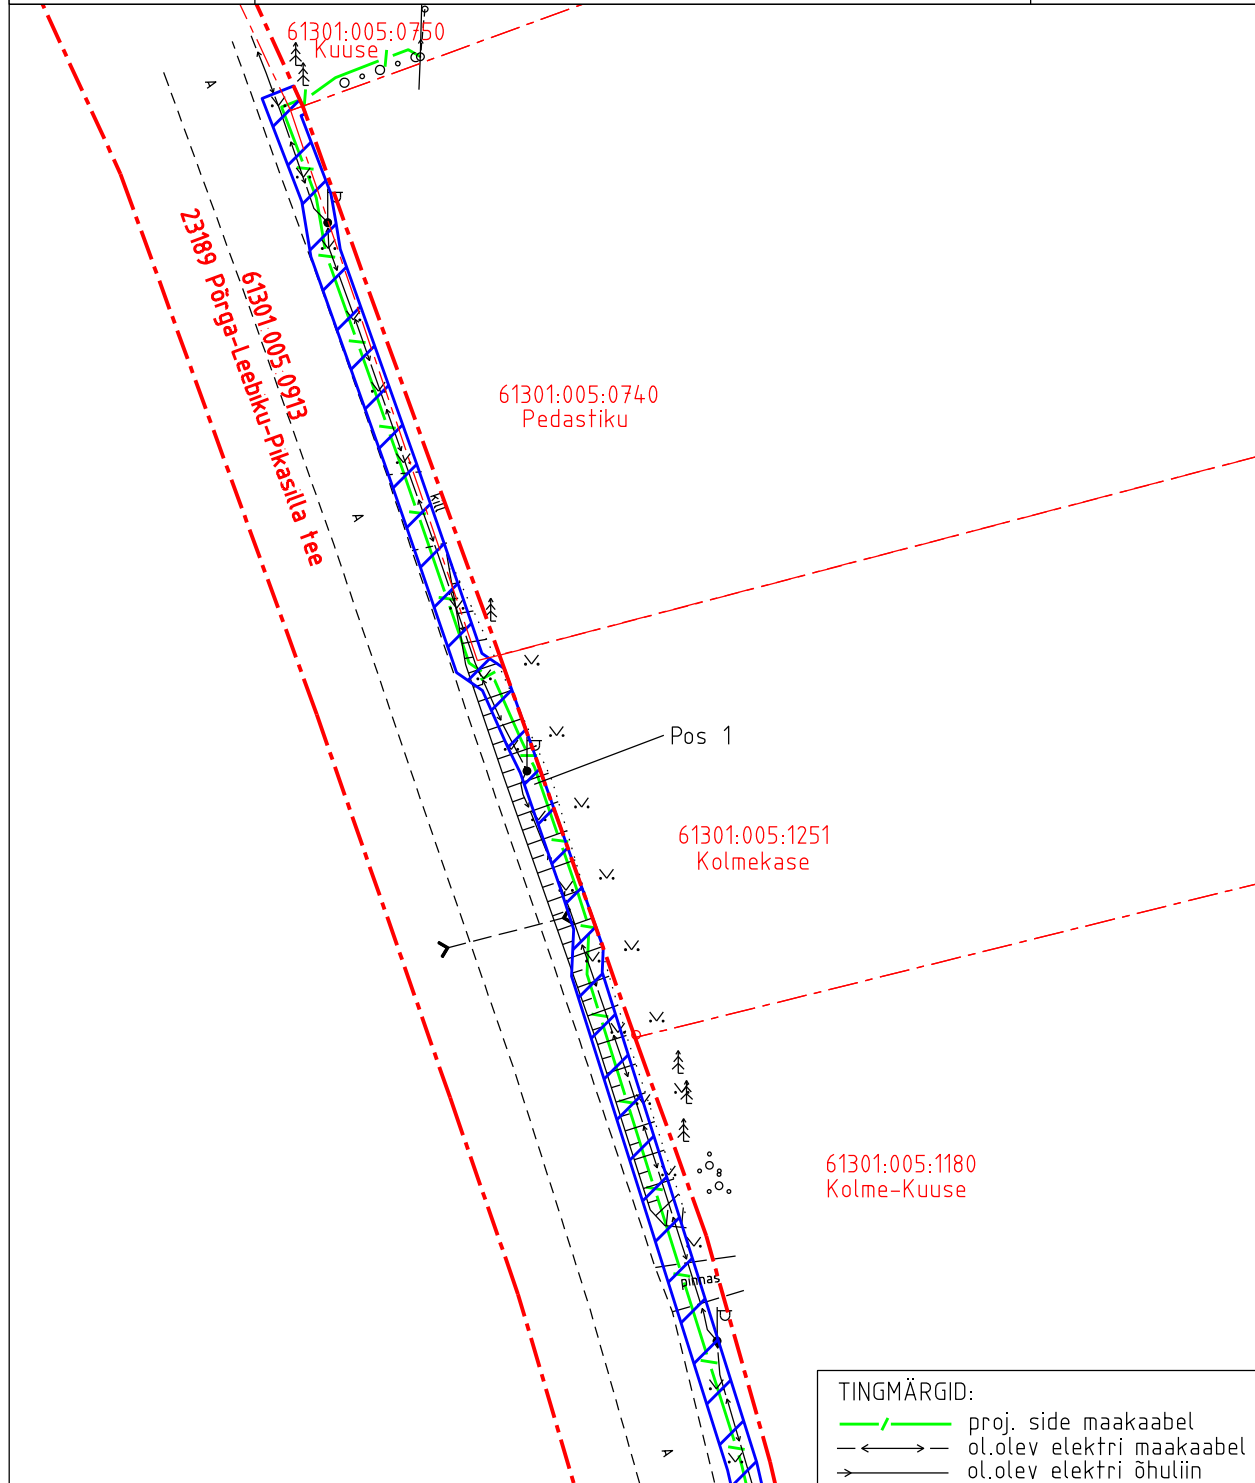 61301:005:0750
Kuuse
A
61301:005:0913
23189 Põrga-Leebiku-Pikasilla tee
61301:005:0740
Pedastiku
kill
A
Pos 1
61301:005:1251
Kolmekase
61301:005:1180
Kolme-Kuuse
pinnas
A
TINGMÄRGID:
proj. side maakaabel
ol.olev elektri maakaabel
ol.olev elektri õhuliin